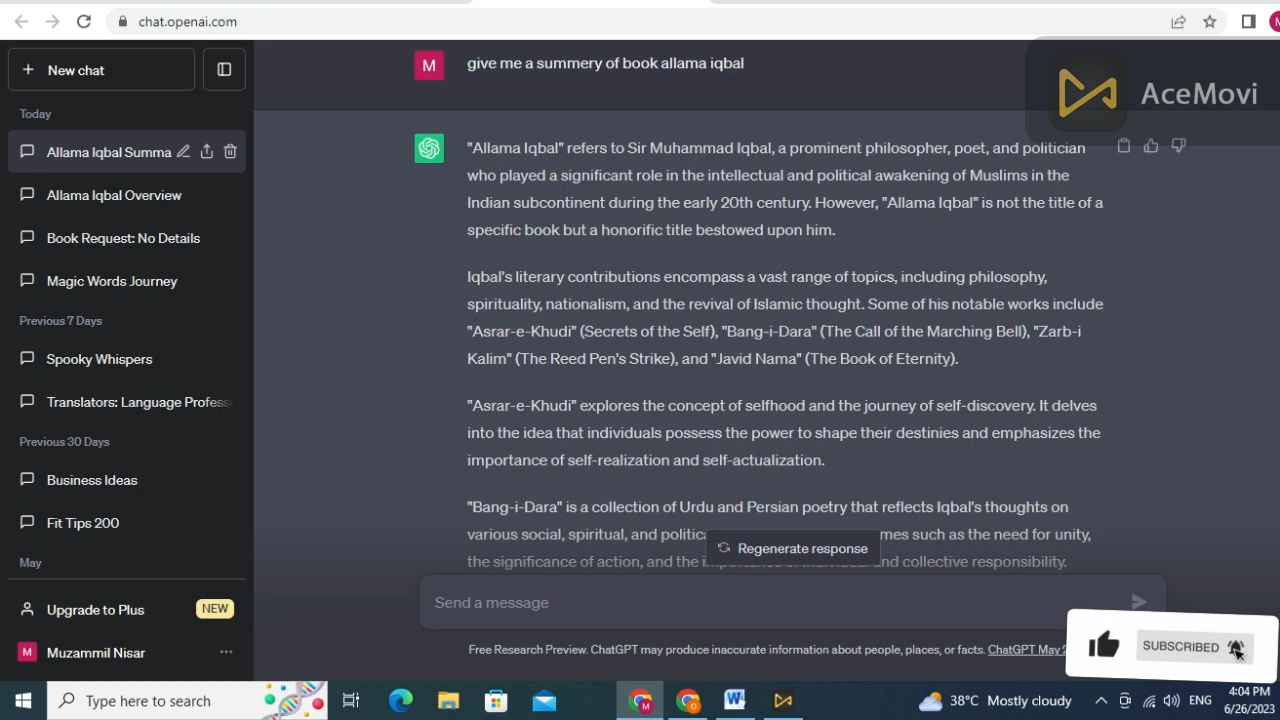 chat.openai.com
New chat
Today
Allama Iqbal Summa
Allama Iqbal Overview
Book Request: No Details
Magic Words Journey
Previous 7 Days
Spooky Whispers
Translators: Language Profess
Previous 30 Days
Business Ideas
Fit Tips 200
May
Upgrade to Plus NEW
M Muzammil Nisar
M give me a summery of book allama iqbal
AceMovi
"Allama Iqbal" refers to Sir Muhammad Iqbal, a prominent philosopher, poet, and politician
who played a significant role in the intellectual and political awakening of Muslims in the
Indian subcontinent during the early 20th century. However, "Allama Iqbal" is not the title of a
specific book but a honorific title bestowed upon him.
Iqbal's literary contributions encompass a vast range of topics, including philosophy,
spirituality, nationalism, and the revival of Islamic thought. Some of his notable works include
"Asrar-e-Khudi" (Secrets of the Self), "Bang-i-Dara" (The Call of the Marching Bell), "Zarb-i
Kalim" (The Reed Pen's Strike), and "Javid Nama" (The Book of Eternity).
"Asrar-e-Khudi" explores the concept of selfhood and the journey of self-discovery. It delves
into the idea that individuals possess the power to shape their destinies and emphasizes the
importance of self-realization and self-actualization.
"Bang-i-Dara" is a collection of Urdu and Persian poetry that reflects Iqbal's thoughts on
various social, spiritual, and politic mes such as the need for unity,
the significance of action, and the and collective responsibility.
Regenerate response
Send a message
Free Research Preview. ChatGPT may produce inaccurate information about people, places, or facts. ChatGPT May
SUBSCRIBED
Type here to search
38°C Mostly cloudy
ENG
4:04 PM
6/26/2023